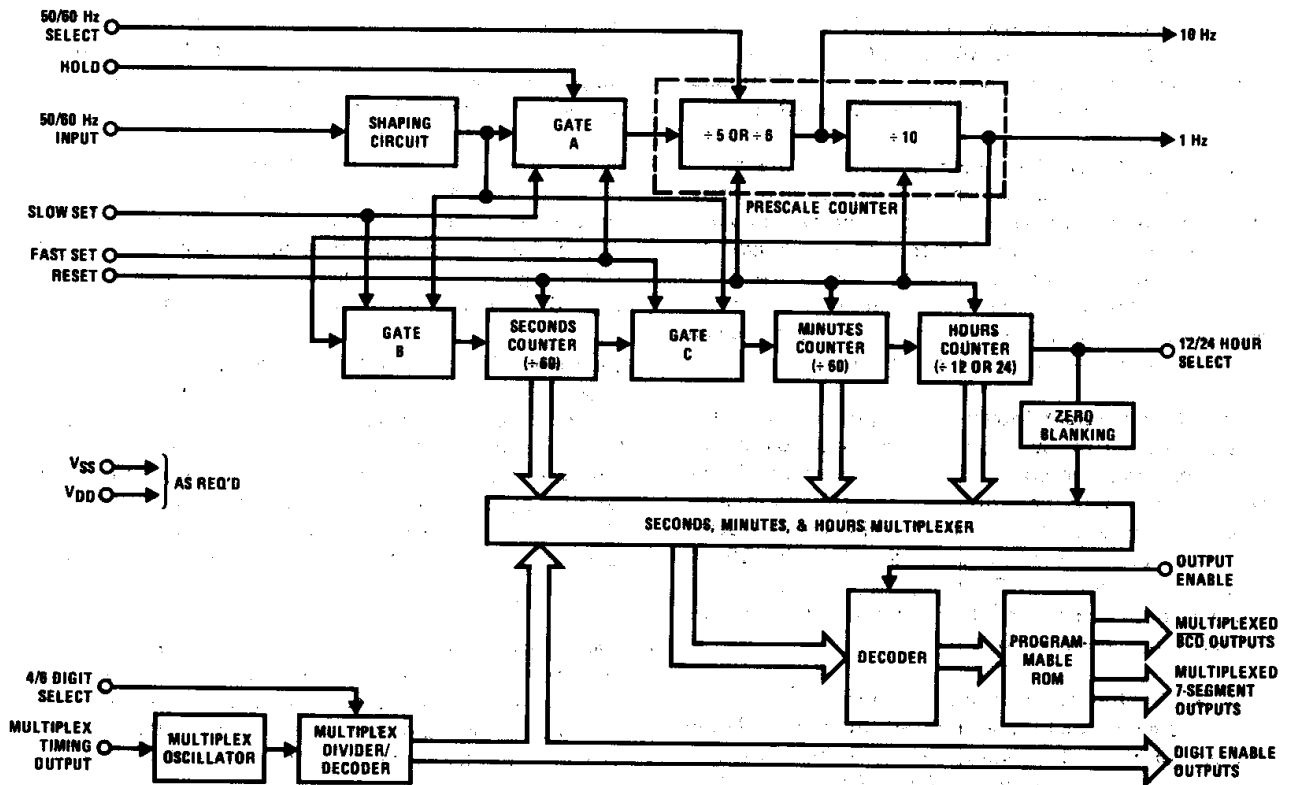 50/60 Hz
SELECT
10 Hz
HOLD
50/60 Hz
INPUT
SHAPING
CIRCUIT
GATE
A
÷ 5 OR ÷ 6
÷ 10
1 Hz
PRESCALE COUNTER
SLOW SET
FAST SET
RESET
GATE
B
SECONDS
COUNTER
(÷ 60)
GATE
C
MINUTES
COUNTER
(÷ 60)
HOURS
COUNTER
(÷ 12 OR 24)
12/24 HOUR
SELECT
ZERO
BLANKING
VSS
VDD
AS REQ'D
SECONDS, MINUTES, & HOURS MULTIPLEXER
OUTPUT
ENABLE
DECODER
PROGRAM-
MABLE
ROM
MULTIPLEXED
BCD OUTPUTS
MULTIPLEXED
7-SEGMENT
OUTPUTS
4/6 DIGIT
SELECT
MULTIPLEX
TIMING
OUTPUT
MULTIPLEX
OSCILLATOR
MULTIPLEX
DIVIDER/
DECODER
DIGIT ENABLE
OUTPUTS